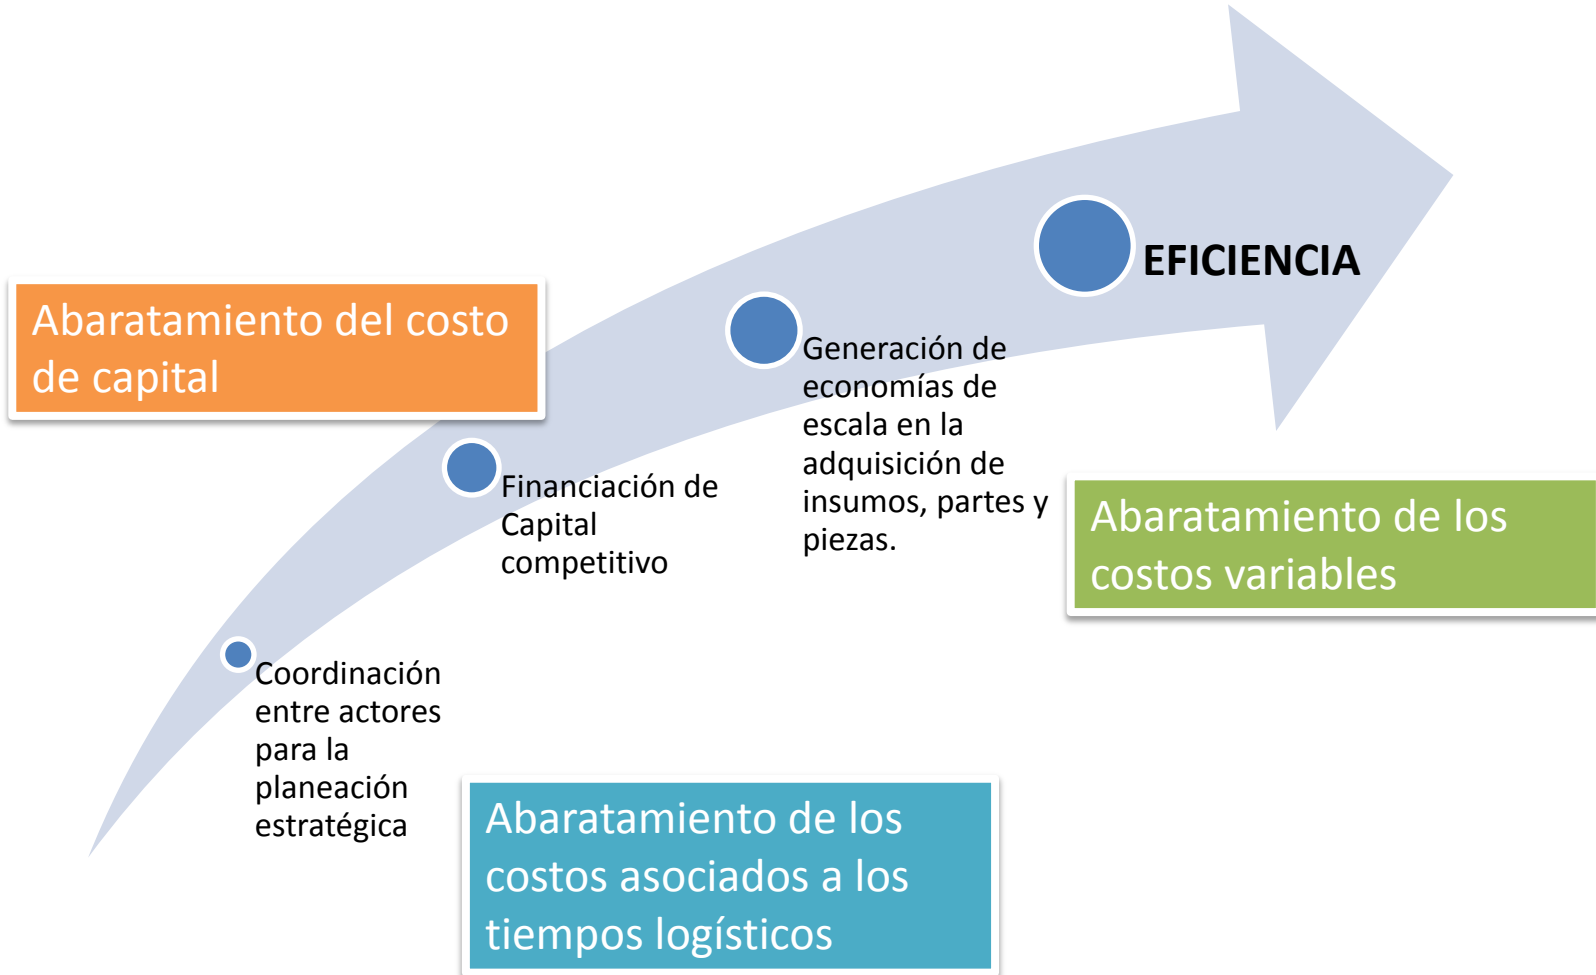 EFICIENCIA
Abaratamiento del costo
de capital
Generación de
economías de
escala en la
adquisición de
insumos, partes y
piezas.
Financiación de
Capital
competitivo
Abaratamiento de los
costos variables
Coordinación
entre actores
para la
planeación
estratégica
Abaratamiento de los
costos asociados a los
tiempos logísticos